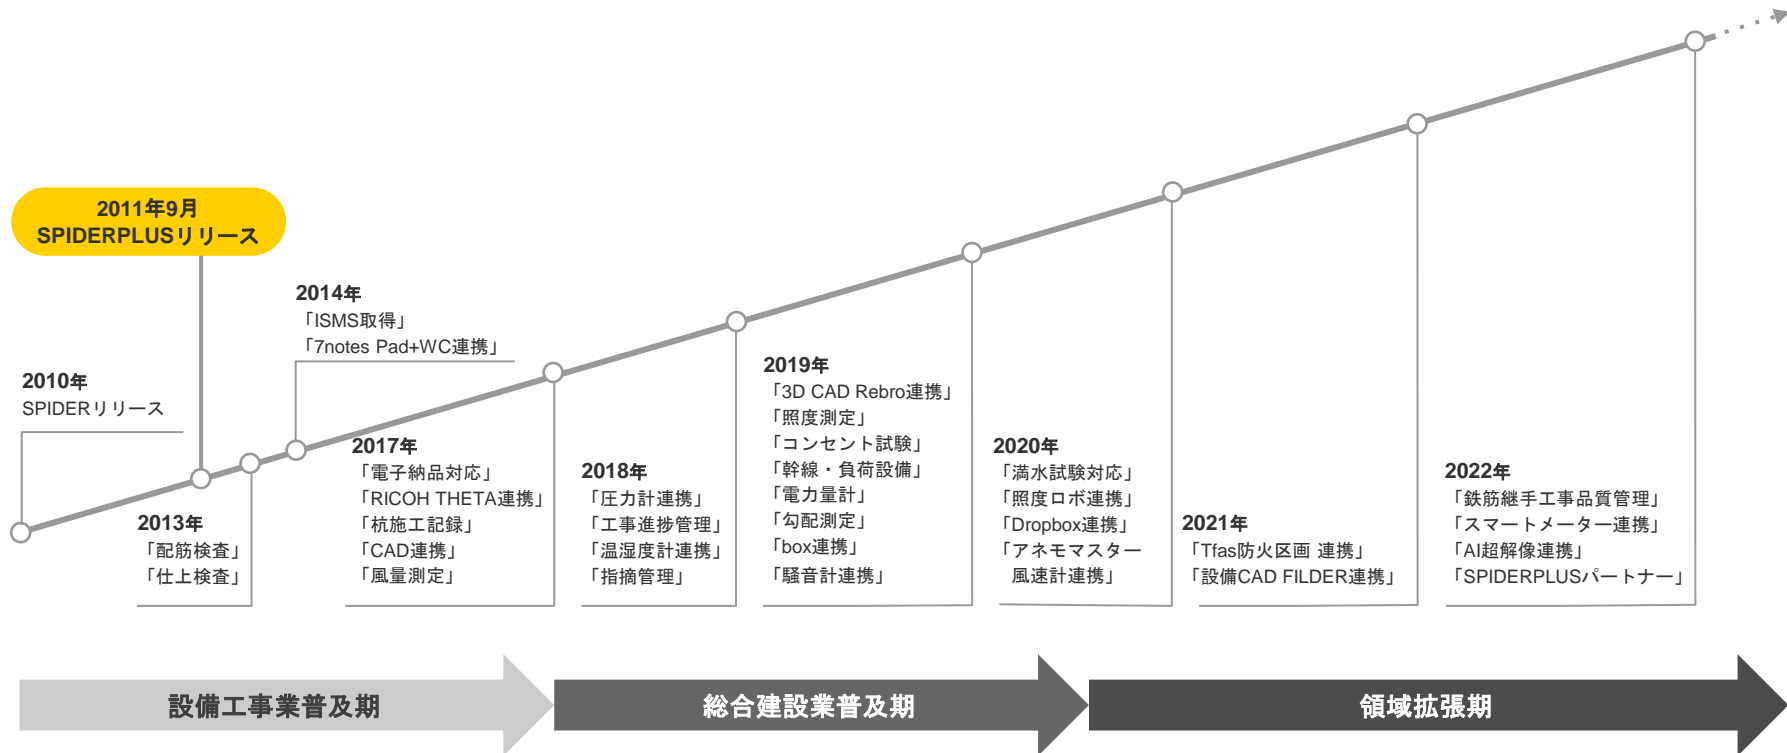 2011年9月
SPIDERPLUSリリース
2010年
SPIDERリリース
2014年
「ISMS取得」
「7notes Pad+WC連携」
2013年
「配筋検査」
「仕上検査」
2017年
「電子納品対応」
「RICOH THETA連携」
「杭施工記録」
「CAD連携」
「風量測定」
2018年
「圧力計連携」
「工事進捗管理」
「温湿度計連携」
「指摘管理」
2019年
「3D CAD Rebro連携」
「照度測定」
「コンセント試験」
「幹線・負荷設備」
「電力量計」
「勾配測定」
「box連携」
「騒音計連携」
2020年
「満水試験対応」
「照度ロボ連携」
「Dropbox連携」
「アネモマスター
風速計連携」
2021年
「Tfas防火区画 連携」
「設備CAD FILDER連携」
2022年
「鉄筋継手工事品質管理」
「スマートメーター連携」
「AI超解像連携」
「SPIDERPLUSパートナー」
設備工事業普及期
総合建設業普及期
領域拡張期